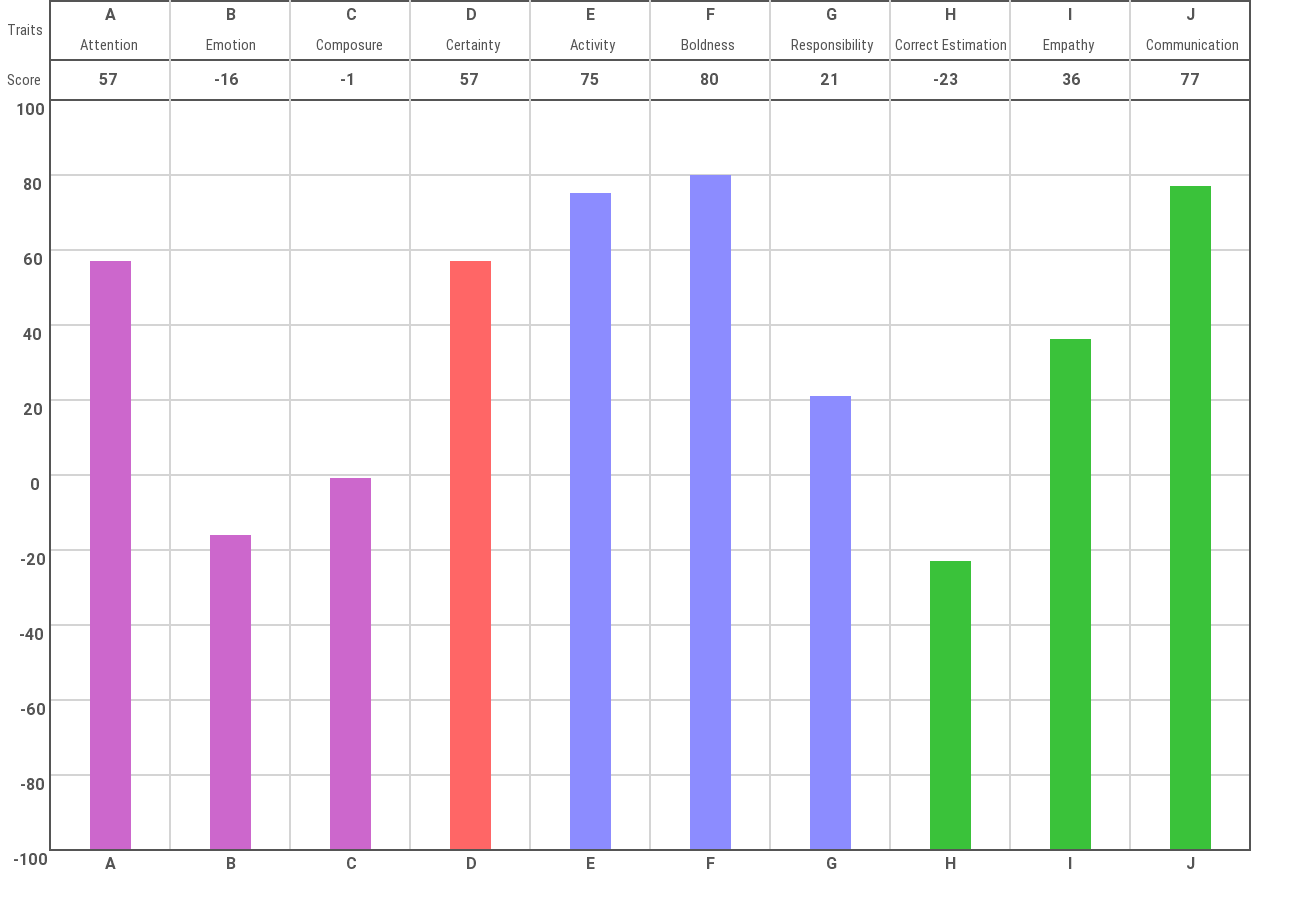 Traits
A B C D E F G H I J
Attention Emotion Composure Certainty Activity Boldness Responsibility Correct Estimation Empathy Communication
Score 57 -16 -1 57 75 80 21 -23 36 77
100
80
60
40
20
0
-20
-40
-60
-80
-100
A B C D E F G H I J